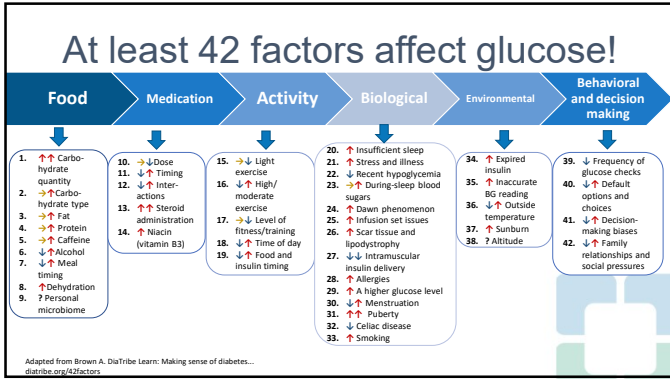 At least 42 factors affect glucose!
Food
Medication
Activity
Biological
Environmental
Behavioral
and decision
making
1. ↑↑ Carbo-
hydrate
quantity
2. →↑ Carbo-
hydrate type
3. →↑ Fat
4. →↑ Protein
5. →↑ Caffeine
6. ↓↑ Alcohol
7. ↓↑ Meal
timing
8. ↑ Dehydration
9. ? Personal
microbiome
10. →↓ Dose
11. ↓↑ Timing
12. ↓↑ Inter-
actions
13. ↑↑ Steroid
administration
14. ↑ Niacin
(vitamin B3)
15. →↓ Light
exercise
16. ↓↑ High/
moderate
exercise
17. →↓ Level of
fitness/training
18. ↓↑ Time of day
19. ↓↑ Food and
insulin timing
20. ↑ Insufficient sleep
21. ↑ Stress and illness
22. ↓ Recent hypoglycemia
23. →↑ During-sleep blood
sugars
24. ↑ Dawn phenomenon
25. ↑ Infusion set issues
26. ↑ Scar tissue and
lipodystrophy
27. ↓↓ Intramuscular
insulin delivery
28. ↑ Allergies
29. ↑ A higher glucose level
30. ↓↑ Menstruation
31. ↑↑ Puberty
32. ↓ Celiac disease
33. ↑ Smoking
34. ↑ Expired
insulin
35. ↑ Inaccurate
BG reading
36. ↓↑ Outside
temperature
37. ↑ Sunburn
38. ? Altitude
39. ↓ Frequency of
glucose checks
40. ↓↑ Default
options and
choices
41. ↓↑ Decision-
making biases
42. ↓↑ Family
relationships and
social pressures
Adapted from Brown A. DiaTribe Learn: Making sense of diabetes...
diatribe.org/42factors